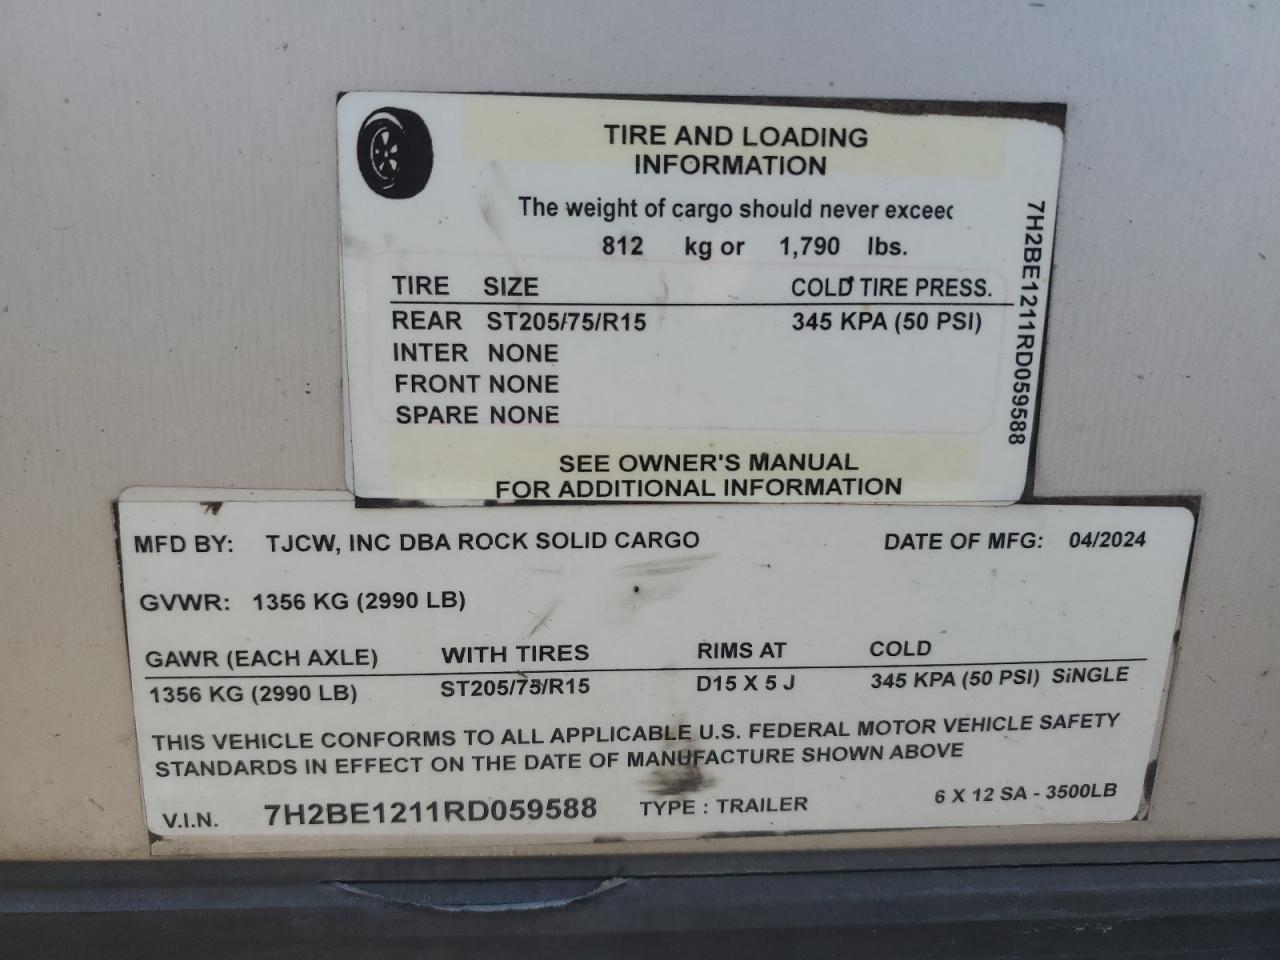 TIRE AND LOADING
INFORMATION
The weight of cargo should never exceed
812 kg or 1,790 lbs.
TIRE SIZE COLD TIRE PRESS.
REAR ST205/75/R15 345 KPA (50 PSI)
INTER NONE
FRONT NONE
SPARE NONE
SEE OWNER'S MANUAL
FOR ADDITIONAL INFORMATION
7H2BE1211RD059588
MFD BY: TJCW, INC DBA ROCK SOLID CARGO DATE OF MFG: 04/2024
GVWR: 1356 KG (2990 LB)
GAWR (EACH AXLE) WITH TIRES RIMS AT COLD
1356 KG (2990 LB) ST205/75/R15 D15 X 5 J 345 KPA (50 PSI) SiNGLE
THIS VEHICLE CONFORMS TO ALL APPLICABLE U.S. FEDERAL MOTOR VEHICLE SAFETY
STANDARDS IN EFFECT ON THE DATE OF MANUFACTURE SHOWN ABOVE
V.I.N. 7H2BE1211RD059588 TYPE : TRAILER 6 X 12 SA - 3500LB